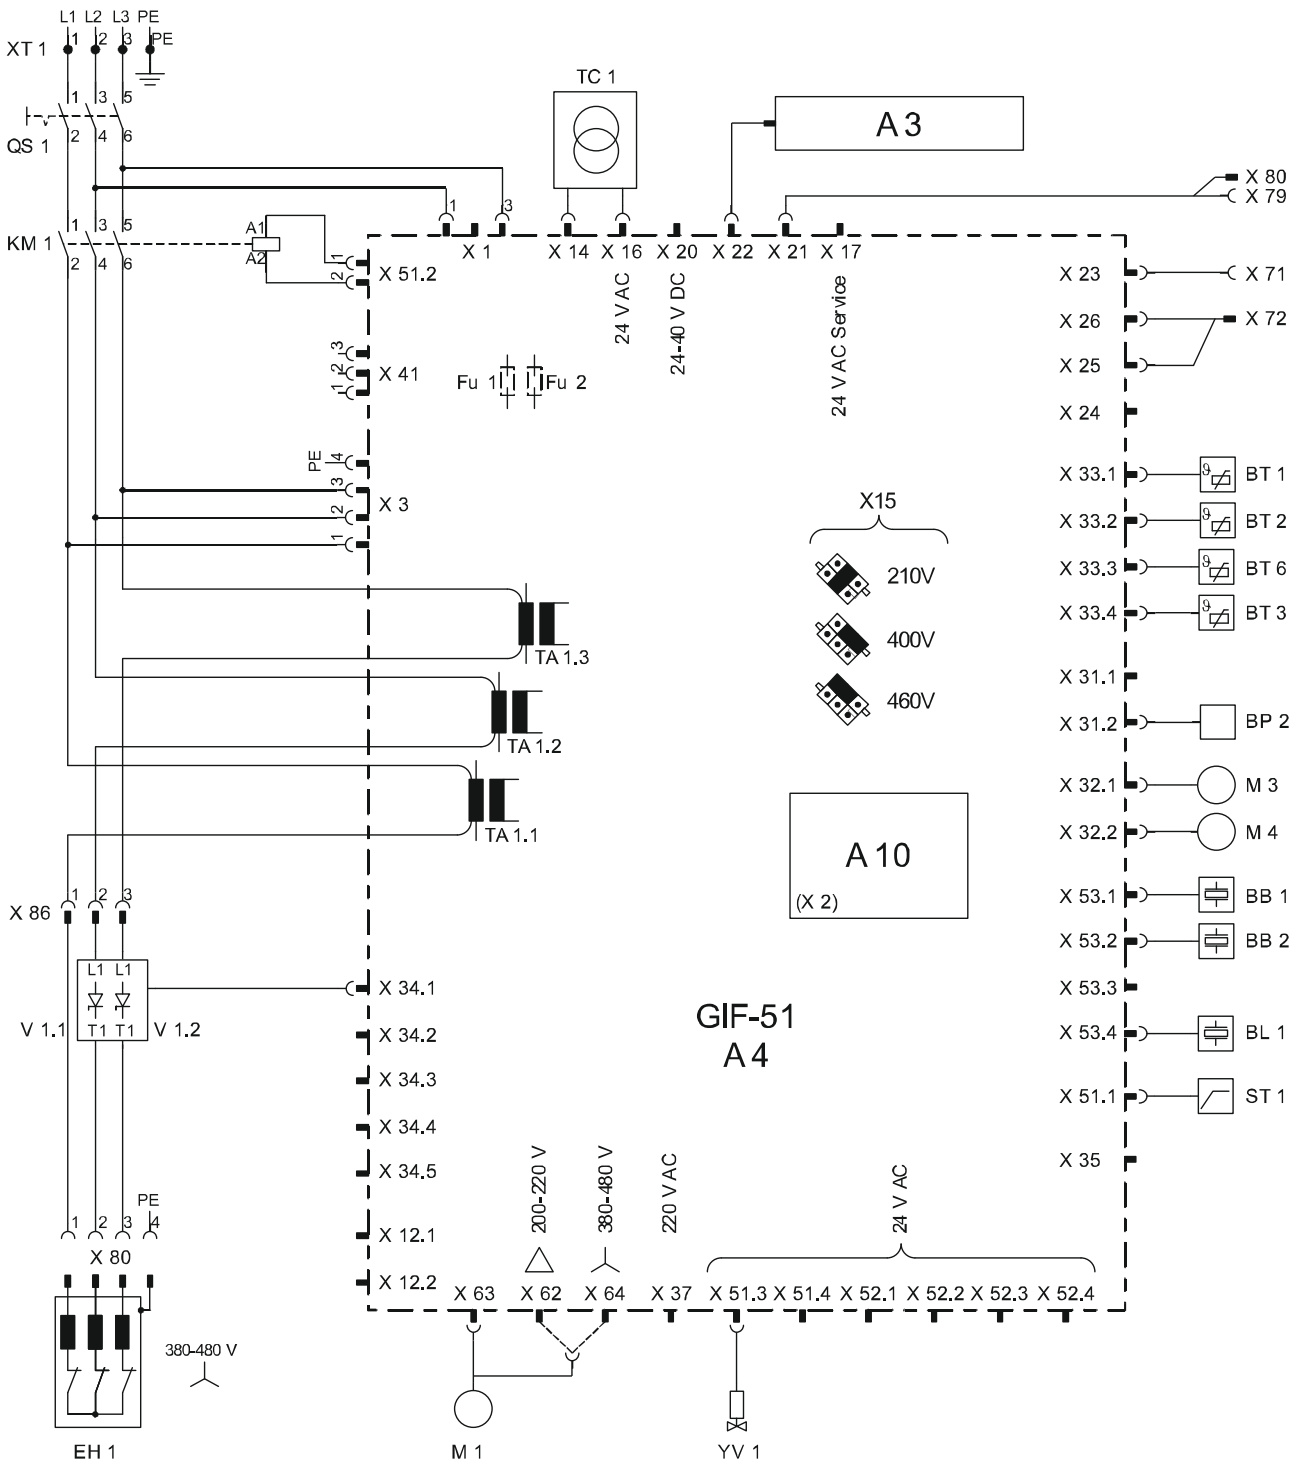 L1 L2 L3 PE
XT 1 1 2 3 PE
TC 1
A 3
1 3 5
QS 1 2 4 6
X 80
X 79
1 3
1 3 5 A1
KM 1 A2
2 4 6
X 1 X 14 X 16 X 20 X 22 X 21 X 17
24 V AC
24-40 V DC
24 V AC Service
1
2
X 51.2
X 23 X 71
X 26 X 72
X 25
X 24
3
2
1
X 41
Fu 1 Fu 2
PE 4
3
2
1
X 3
X 33.1 ϑ BT 1
X 33.2 ϑ BT 2
X 33.3 ϑ BT 6
X 33.4 ϑ BT 3
X15
210V
400V
460V
TA 1.3
TA 1.2
TA 1.1
X 31.1
X 31.2 BP 2
X 32.1 M 3
X 32.2 M 4
A 10
(X 2)
X 53.1 BB 1
X 53.2 BB 2
X 53.3
X 53.4 BL 1
X 51.1 ST 1
X 35
1 2 3
X 86
L1 L1
V 1.1 T1 T1 V 1.2
X 34.1
X 34.2
X 34.3
X 34.4
X 34.5
X 12.1
X 12.2
GIF-51
A 4
200-220 V
380-480 V
220 V AC
24 V AC
X 63 X 62 X 64 X 37 X 51.3 X 51.4 X 52.1 X 52.2 X 52.3 X 52.4
PE
1 2 3 4
X 80
380-480 V
EH 1
M 1
YV 1